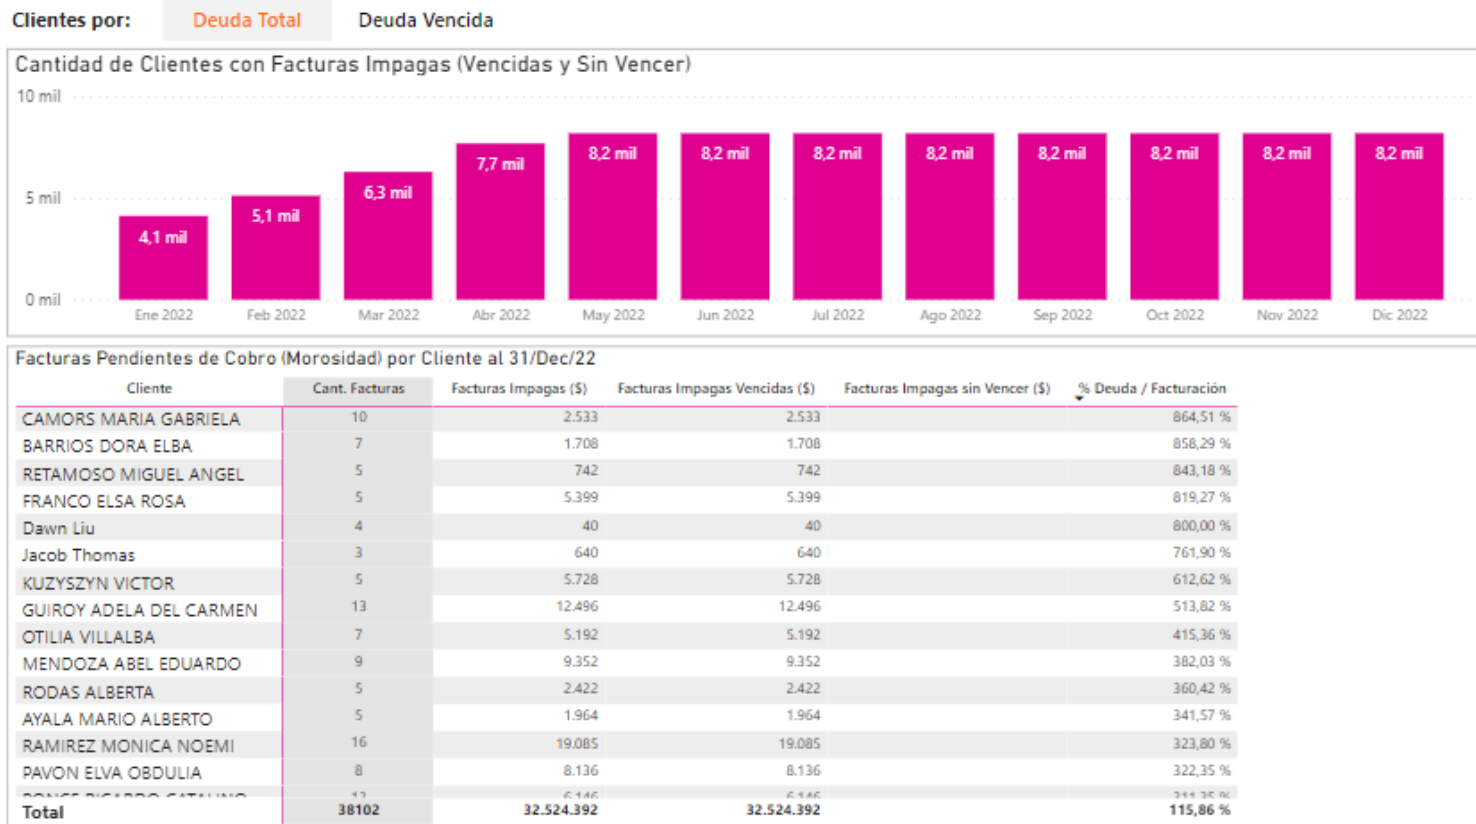 Clientes por: Deuda Total Deuda Vencida
Cantidad de Clientes con Facturas Impagas (Vencidas y Sin Vencer)
10 mil
5 mil
0 mil
4,1 mil 5,1 mil 6,3 mil 7,7 mil 8,2 mil 8,2 mil 8,2 mil 8,2 mil 8,2 mil 8,2 mil 8,2 mil 8,2 mil
Ene 2022 Feb 2022 Mar 2022 Abr 2022 May 2022 Jun 2022 Jul 2022 Ago 2022 Sep 2022 Oct 2022 Nov 2022 Dic 2022
Facturas Pendientes de Cobro (Morosidad) por Cliente al 31/Dec/22
Cliente Cant. Facturas Facturas Impagas ($) Facturas Impagas Vencidas ($) Facturas Impagas sin Vencer ($) % Deuda / Facturación
CAMORS MARIA GABRIELA 10 2.533 2.533 864,51 %
BARRIOS DORA ELBA 7 1.708 1.708 858,29 %
RETAMOSO MIGUEL ANGEL 5 742 742 843,18 %
FRANCO ELSA ROSA 5 5.399 5.399 819,27 %
Dawn Liu 4 40 40 800,00 %
Jacob Thomas 3 640 640 761,90 %
KUZYSZYN VICTOR 5 5.728 5.728 612,62 %
GUIROY ADELA DEL CARMEN 13 12.496 12.496 513,82 %
OTILIA VILLALBA 7 5.192 5.192 415,36 %
MENDOZA ABEL EDUARDO 9 9.352 9.352 382,03 %
RODAS ALBERTA 5 2.422 2.422 360,42 %
AYALA MARIO ALBERTO 5 1.964 1.964 341,57 %
RAMIREZ MONICA NOEMI 16 19.085 19.085 323,80 %
PAVON ELVA OBDULIA 8 8.136 8.136 322,35 %
Total 38102 32.524.392 32.524.392 115,86 %